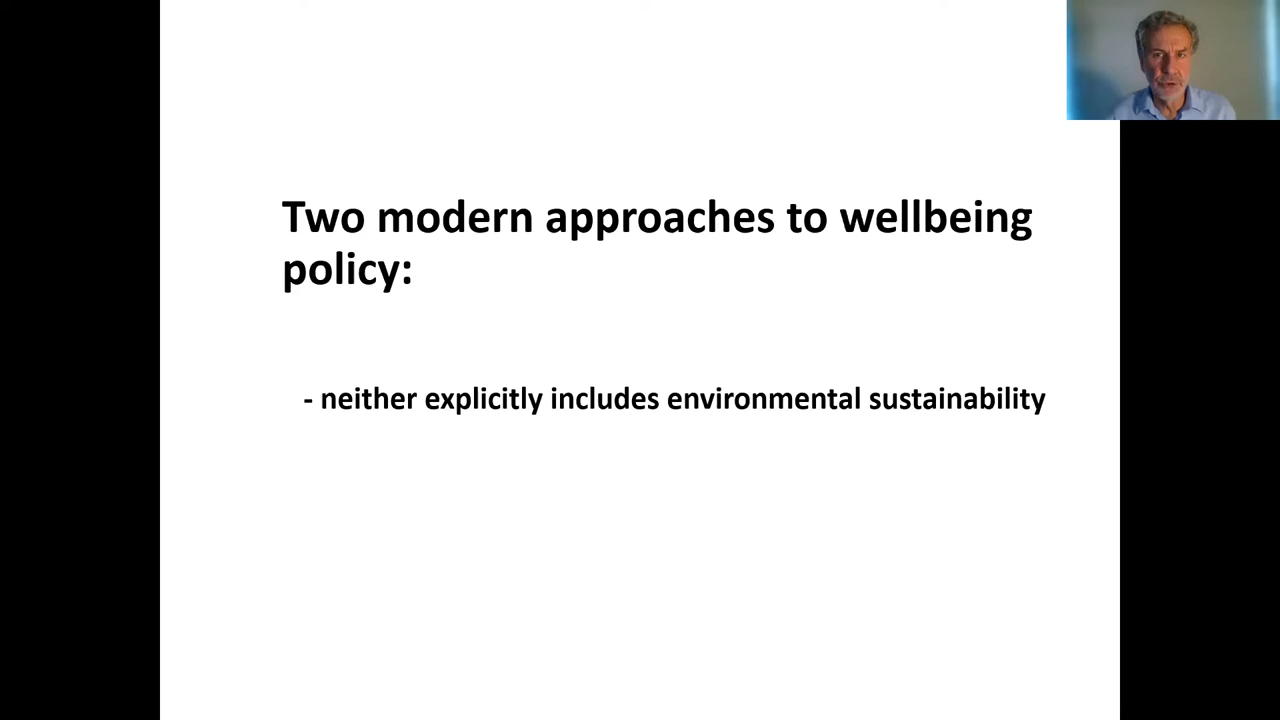 Two modern approaches to wellbeing
policy:
- neither explicitly includes environmental sustainability